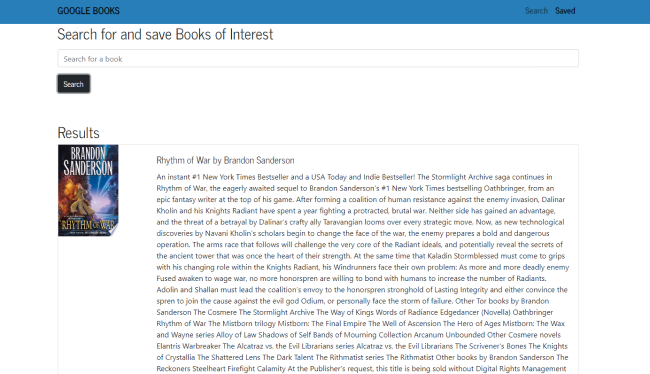 GOOGLE BOOKS
Search Saved
Search for and save Books of Interest
Search for a book
Search
Results
BRANDON
SANDERSON
RHYTHM OF WAR
Rhythm of War by Brandon Sanderson
An instant #1 New York Times Bestseller and a USA Today and Indie Bestseller! The Stormlight Archive saga continues in
Rhythm of War, the eagerly awaited sequel to Brandon Sanderson's #1 New York Times bestselling Oathbringer, from an
epic fantasy writer at the top of his game. After forming a coalition of human resistance against the enemy invasion, Dalinar
Kholin and his Knights Radiant have spent a year fighting a protracted, brutal war. Neither side has gained an advantage,
and the threat of a betrayal by Dalinar's crafty ally Taravangian looms over every strategic move. Now, as new technological
discoveries by Navani Kholin's scholars begin to change the face of the war, the enemy prepares a bold and dangerous
operation. The arms race that follows will challenge the very core of the Radiant ideals, and potentially reveal the secrets of
the ancient tower that was once the heart of their strength. At the same time that Kaladin Stormblessed must come to grips
with his changing role within the Knights Radiant, his Windrunners face their own problem: As more and more deadly enemy
Fused awaken to wage war, no more honorspren are willing to bond with humans to increase the number of Radiants.
Adolin and Shallan must lead the coalition's envoy to the honorspren stronghold of Lasting Integrity and either convince the
spren to join the cause against the evil god Odium, or personally face the storm of failure. Other Tor books by Brandon
Sanderson The Cosmere The Stormlight Archive The Way of Kings Words of Radiance Edgedancer (Novella) Oathbringer
Rhythm of War The Mistborn trilogy Mistborn: The Final Empire The Well of Ascension The Hero of Ages Mistborn: The Wax
and Wayne series Alloy of Law Shadows of Self Bands of Mourning Collection Arcanum Unbounded Other Cosmere novels
Elantris Warbreaker The Alcatraz vs. the Evil Librarians series Alcatraz vs. the Evil Librarians The Scrivener's Bones The Knights
of Crystallia The Shattered Lens The Dark Talent The Rithmatist series The Rithmatist Other books by Brandon Sanderson The
Reckoners Steelheart Firefight Calamity At the Publisher's request, this title is being sold without Digital Rights Management